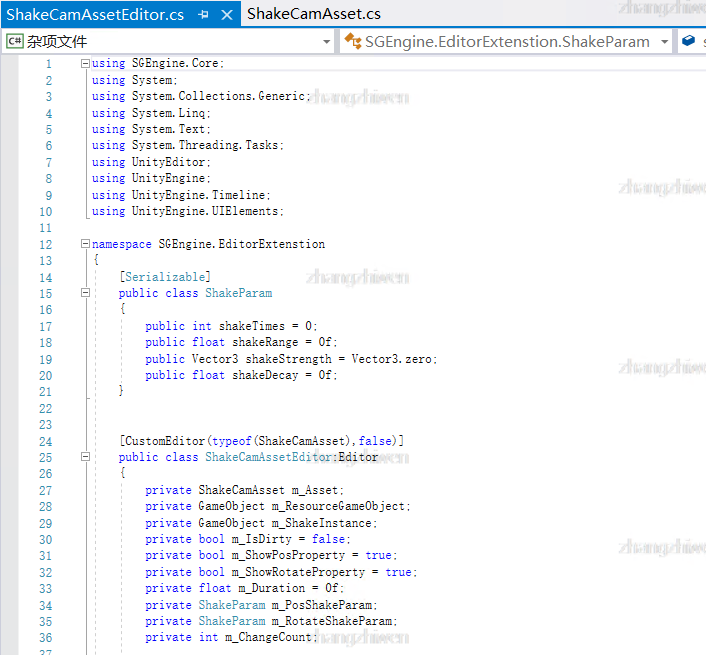 ShakeCamAssetEditor.cs ShakeCamAsset.cs
C# 杂项文件 SGEngine.EditorExtenstion.ShakeParam
1 using SGEngine.Core;
2 using System;
3 using System.Collections.Generic;
4 using System.Linq;
5 using System.Text;
6 using System.Threading.Tasks;
7 using UnityEditor;
8 using UnityEngine;
9 using UnityEngine.Timeline;
10 using UnityEngine.UIElements;
11
12 namespace SGEngine.EditorExtenstion
13 {
14 [Serializable]
15 public class ShakeParam
16 {
17 public int shakeTimes = 0;
18 public float shakeRange = 0f;
19 public Vector3 shakeStrength = Vector3.zero;
20 public float shakeDecay = 0f;
21 }
22
23
24 [CustomEditor(typeof(ShakeCamAsset),false)]
25 public class ShakeCamAssetEditor:Editor
26 {
27 private ShakeCamAsset m_Asset;
28 private GameObject m_ResourceGameObject;
29 private GameObject m_ShakeInstance;
30 private bool m_IsDirty = false;
31 private bool m_ShowPosProperty = true;
32 private bool m_ShowRotateProperty = true;
33 private float m_Duration = 0f;
34 private ShakeParam m_PosShakeParam;
35 private ShakeParam m_RotateShakeParam;
36 private int m_ChangeCount;
37
zhangzhiwen
zhangzhiwen
zhangzhiwen
zhangzhiwen